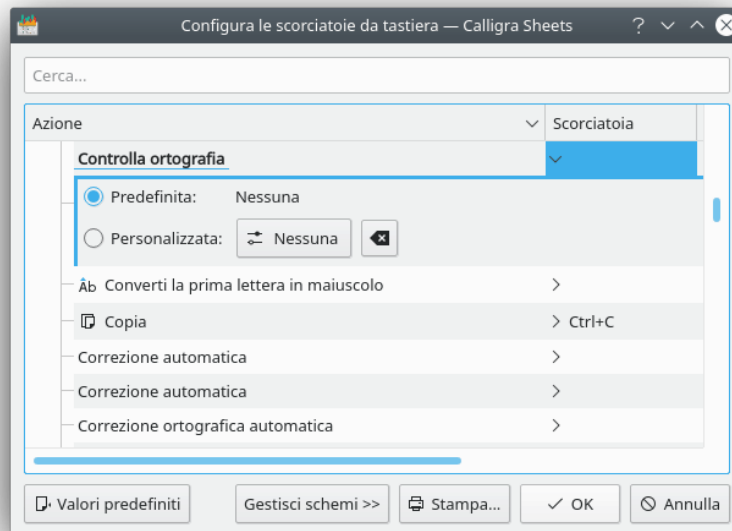 Configura le scorciatoie da tastiera — Calligra Sheets
Cerca...
Azione Scorciatoia
Controlla ortografia
Predefinita: Nessuna
Personalizzata: Nessuna
Converti la prima lettera in maiuscolo
Copia Ctrl+C
Correzione automatica
Correzione automatica
Correzione ortografica automatica
Valori predefiniti Gestisci schemi >> Stampa... OK Annulla